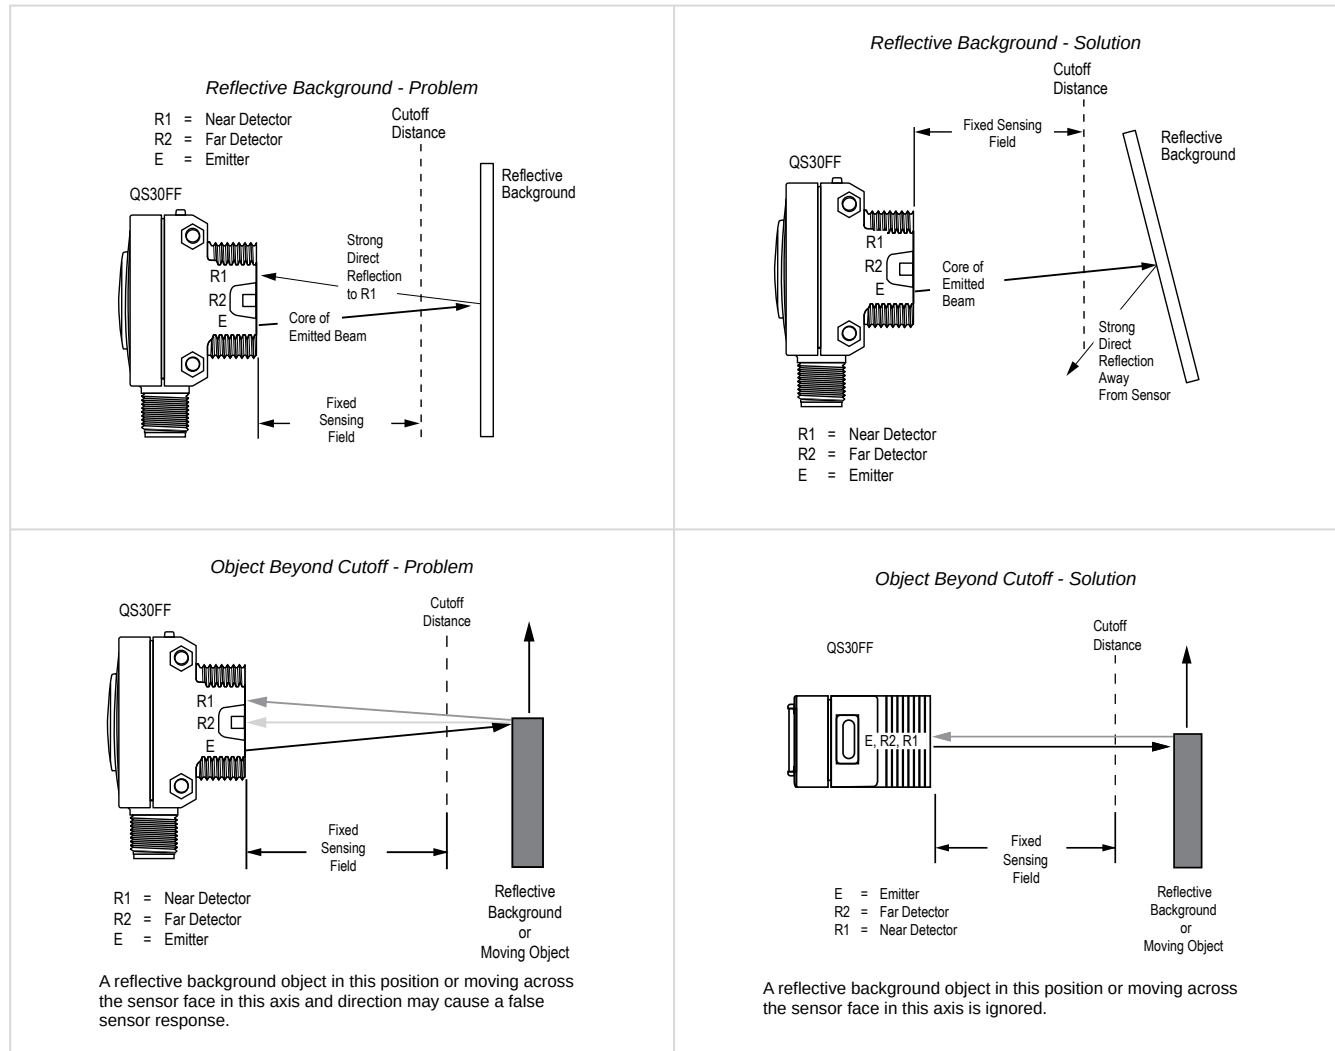 Reflective Background - Problem
R1 = Near Detector
R2 = Far Detector
E = Emitter
Cutoff
Distance
QS30FF
Reflective
Background
Strong
Direct
Reflection
to R1
R1
R2
E
Core of
Emitted Beam
Fixed
Sensing
Field
Reflective Background - Solution
Cutoff
Distance
Fixed Sensing
Field
Reflective
Background
QS30FF
R1
R2
E
Core of
Emitted
Beam
Strong
Direct
Reflection
Away
From Sensor
R1 = Near Detector
R2 = Far Detector
E = Emitter
Object Beyond Cutoff - Problem
QS30FF
Cutoff
Distance
R1
R2
E
Fixed
Sensing
Field
R1 = Near Detector
R2 = Far Detector
E = Emitter
Reflective
Background
or
Moving Object
A reflective background object in this position or moving across
the sensor face in this axis and direction may cause a false
sensor response.
Object Beyond Cutoff - Solution
Cutoff
Distance
QS30FF
E, R2, R1
Fixed
Sensing
Field
E = Emitter
R2 = Far Detector
R1 = Near Detector
Reflective
Background
or
Moving Object
A reflective background object in this position or moving across
the sensor face in this axis is ignored.